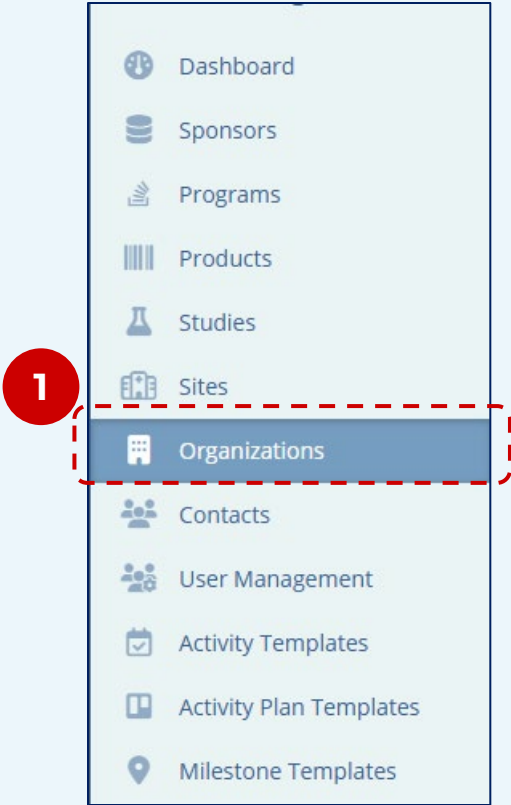 Dashboard
Sponsors
Programs
Products
Studies
Sites
1
Organizations
Contacts
User Management
Activity Templates
Activity Plan Templates
Milestone Templates